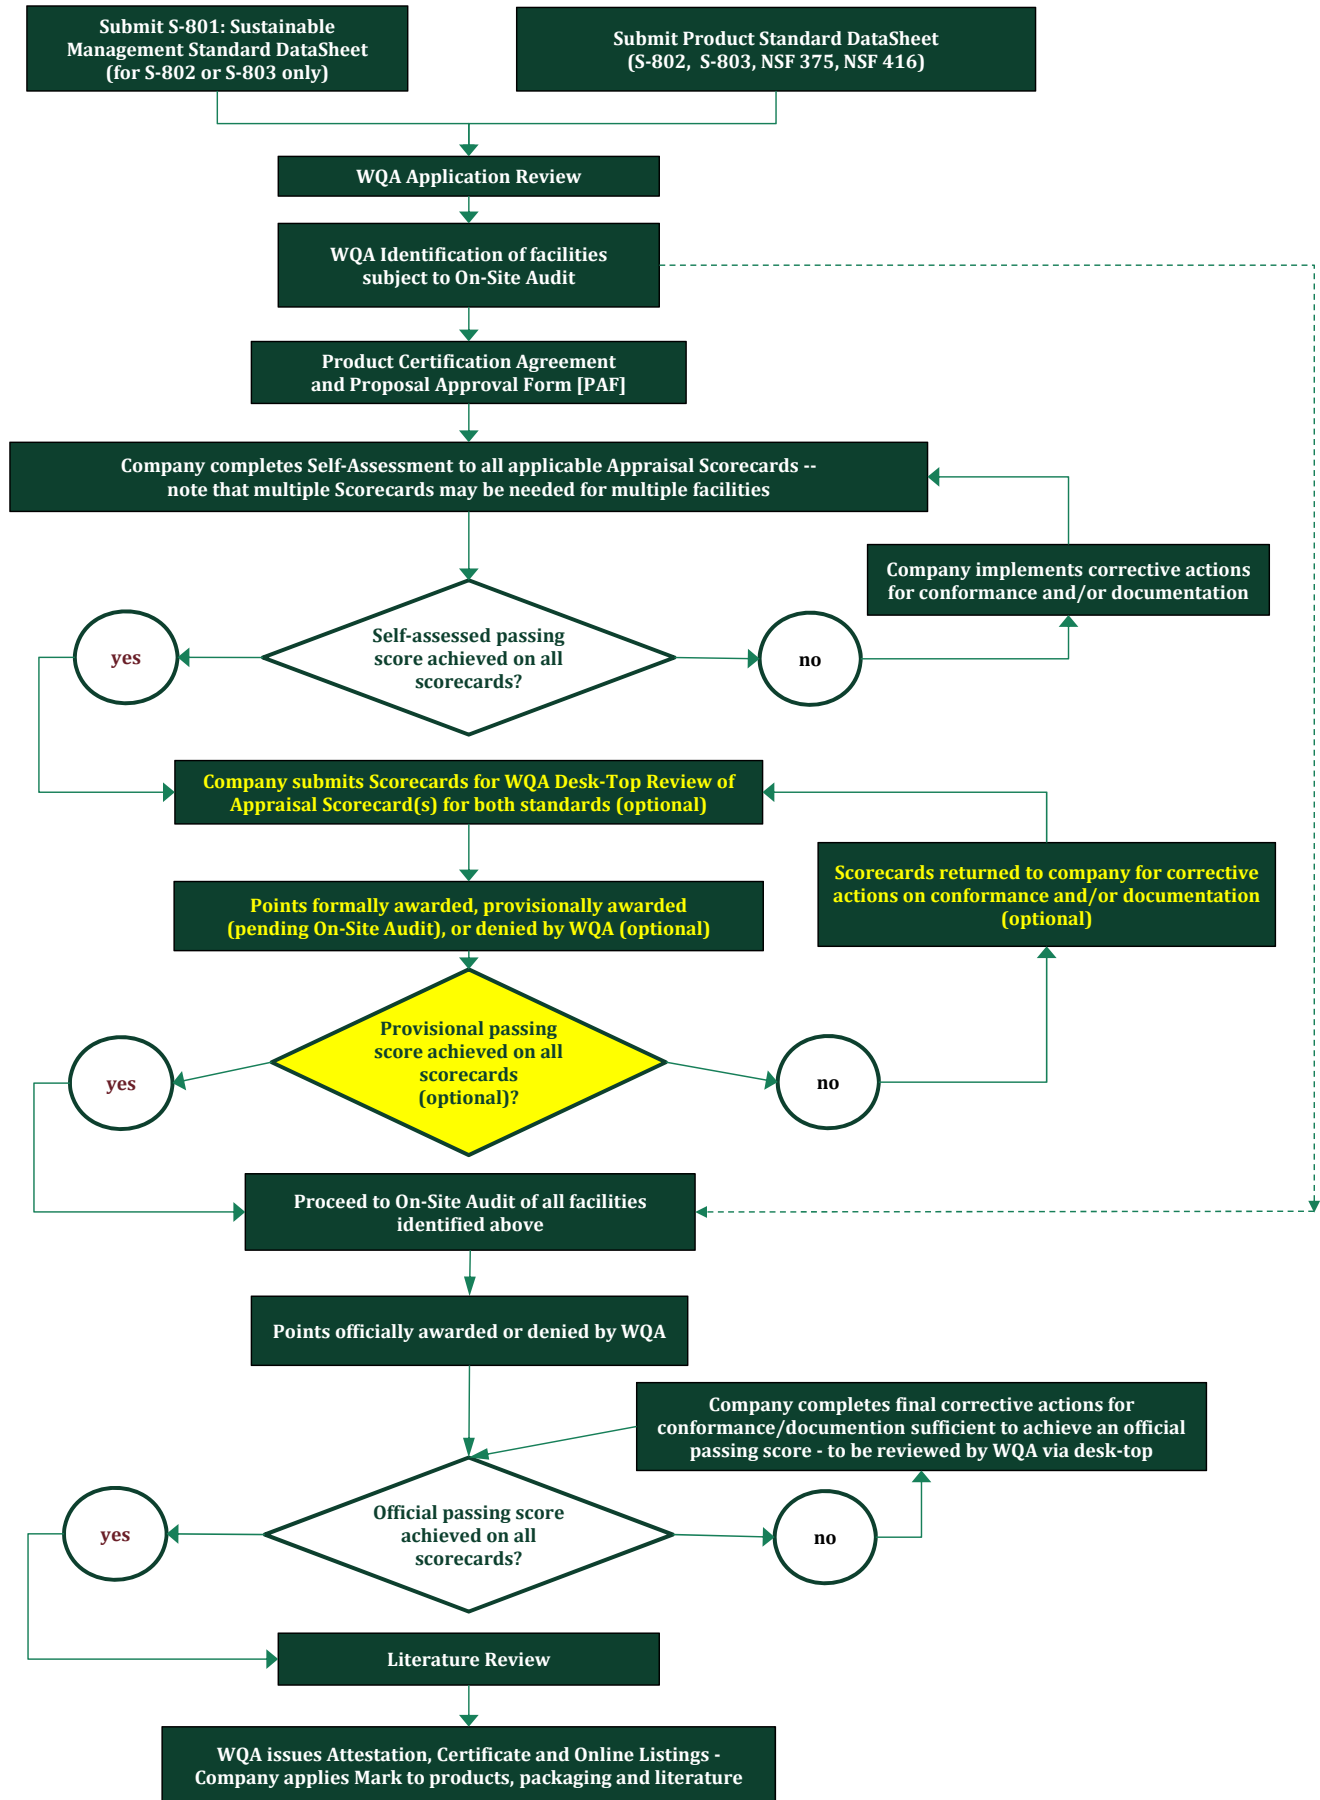 Submit S-801: Sustainable
Management Standard DataSheet
(for S-802 or S-803 only)
Submit Product Standard DataSheet
(S-802, S-803, NSF 375, NSF 416)
WQA Application Review
WQA Identification of facilities
subject to On-Site Audit
Product Certification Agreement
and Proposal Approval Form [PAF]
Company completes Self-Assessment to all applicable Appraisal Scorecards --
note that multiple Scorecards may be needed for multiple facilities
Company implements corrective actions
for conformance and/or documentation
yes
Self-assessed passing
score achieved on all
scorecards?
no
Company submits Scorecards for WQA Desk-Top Review of
Appraisal Scorecard(s) for both standards (optional)
Scorecards returned to company for corrective
actions on conformance and/or documentation
(optional)
Points formally awarded, provisionally awarded
(pending On-Site Audit), or denied by WQA (optional)
yes
Provisional passing
score achieved on all
scorecards
(optional)?
no
Proceed to On-Site Audit of all facilities
identified above
Points officially awarded or denied by WQA
Company completes final corrective actions for
conformance/documention sufficient to achieve an official
passing score - to be reviewed by WQA via desk-top
yes
Official passing score
achieved on all
scorecards?
no
Literature Review
WQA issues Attestation, Certificate and Online Listings -
Company applies Mark to products, packaging and literature